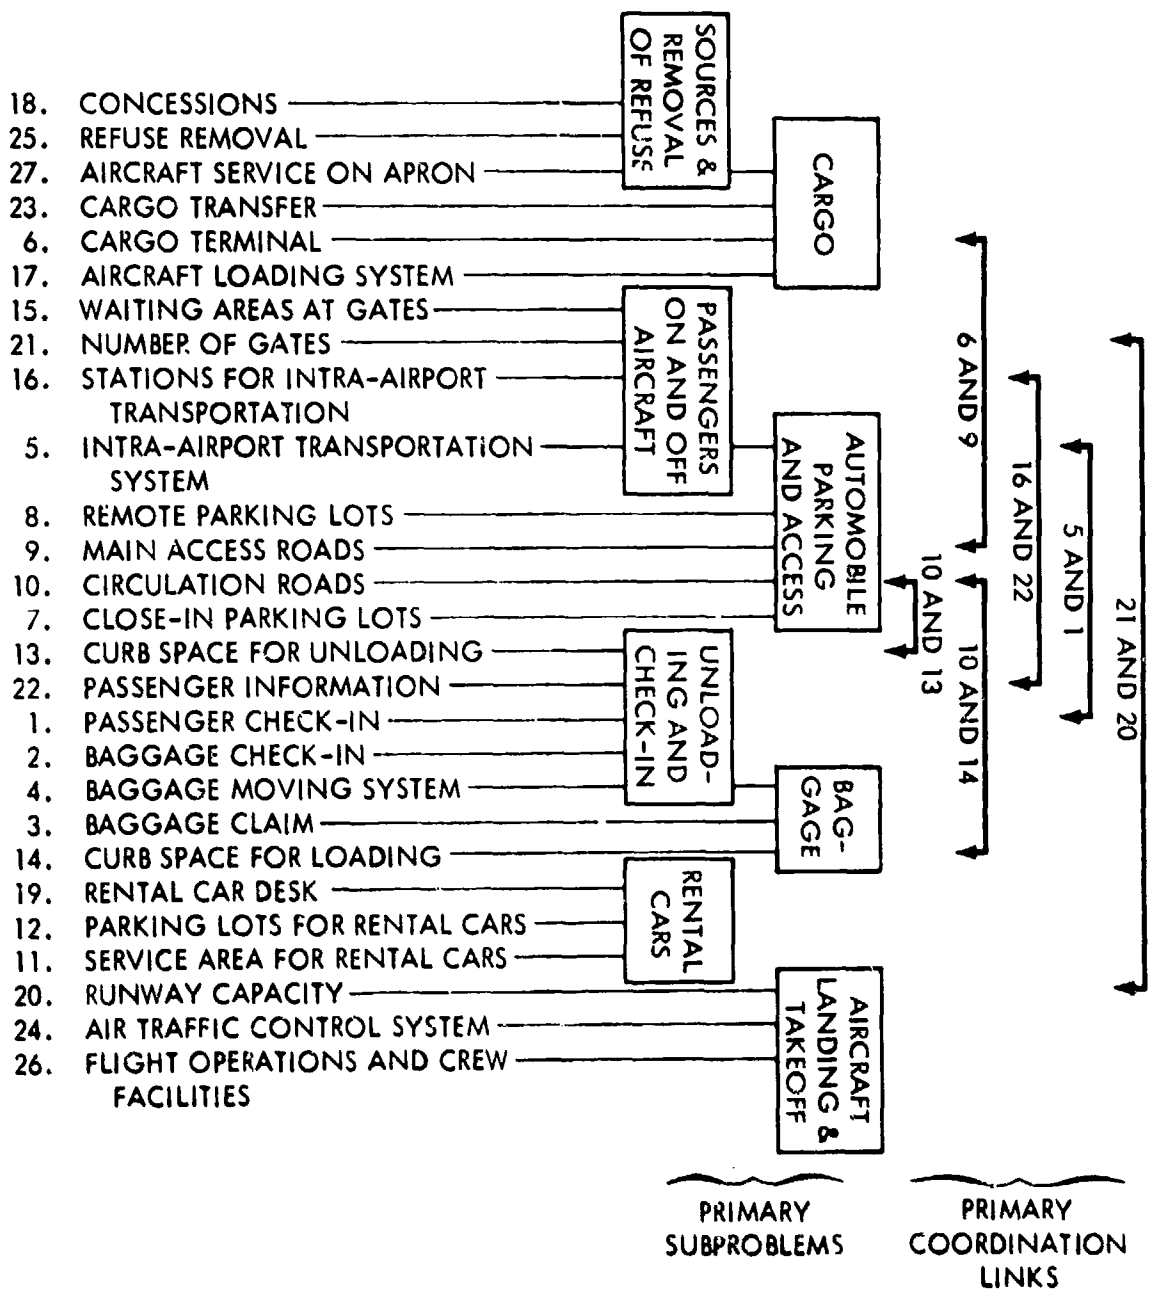 18. CONCESSIONS
25. REFUSE REMOVAL
27. AIRCRAFT SERVICE ON APRON
23. CARGO TRANSFER
6. CARGO TERMINAL
17. AIRCRAFT LOADING SYSTEM
15. WAITING AREAS AT GATES
21. NUMBER OF GATES
16. STATIONS FOR INTRA-AIRPORT
TRANSPORTATION
5. INTRA-AIRPORT TRANSPORTATION
SYSTEM
8. REMOTE PARKING LOTS
9. MAIN ACCESS ROADS
10. CIRCULATION ROADS
7. CLOSE-IN PARKING LOTS
13. CURB SPACE FOR UNLOADING
22. PASSENGER INFORMATION
1. PASSENGER CHECK-IN
2. BAGGAGE CHECK-IN
4. BAGGAGE MOVING SYSTEM
3. BAGGAGE CLAIM
14. CURB SPACE FOR LOADING
19. RENTAL CAR DESK
12. PARKING LOTS FOR RENTAL CARS
11. SERVICE AREA FOR RENTAL CARS
20. RUNWAY CAPACITY
24. AIR TRAFFIC CONTROL SYSTEM
26. FLIGHT OPERATIONS AND CREW
FACILITIES
SOURCES &
REMOVAL
OF REFUSE
CARGO
PASSENGERS
ON AND OFF
AIRCRAFT
AUTOMOBILE
PARKING
AND ACCESS
UNLOAD-
ING AND
CHECK-IN
BAG-
GAGE
RENTAL
CARS
AIRCRAFT
LANDING &
TAKEOFF
6 AND 9
10 AND 13
10 AND 14
16 AND 22
5 AND 1
21 AND 20
PRIMARY
SUBPROBLEMS
PRIMARY
COORDINATION
LINKS